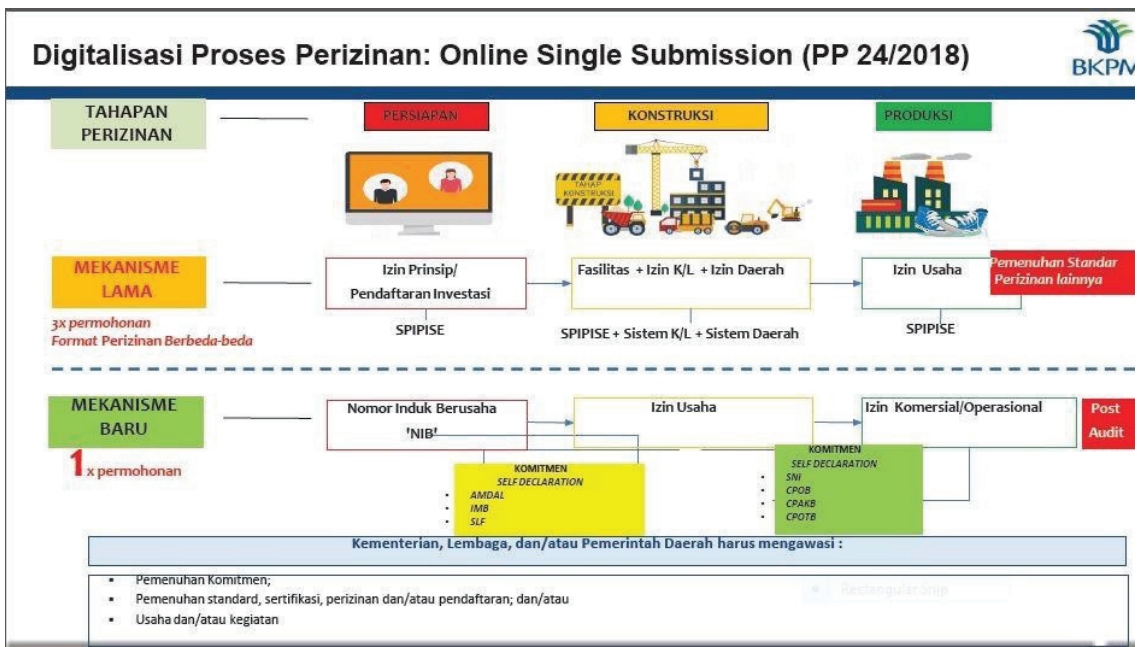 Digitalisasi Proses Perizinan: Online Single Submission (PP 24/2018)
BKPM
TAHAPAN
PERIZINAN
PERSIAPAN
KONSTRUKSI
PRODUKSI
TAHAP
KONSTRUKSI
MEKANISME
LAMA
3x permohonan
Format Perizinan Berbeda-beda
Izin Prinsip/
Pendaftaran Investasi
SPIPISE
Fasilitas + Izin K/L + Izin Daerah
SPIPISE + Sistem K/L + Sistem Daerah
Izin Usaha
SPIPISE
Pemenuhan Standar
Perizinan lainnya
MEKANISME
BARU
1x permohonan
Nomor Induk Berusaha
'NIB'
Izin Usaha
Izin Komersial/Operasional
Post
Audit
KOMITMEN
SELF DECLARATION
• AMDAL
• IMB
• SLF
KOMITMEN
SELF DECLARATION
• SNI
• CPOB
• CPAKB
• CPOTB
Kementerian, Lembaga, dan/atau Pemerintah Daerah harus mengawasi :
▪ Pemenuhan Komitmen;
▪ Pemenuhan standard, sertifikasi, perizinan dan/atau pendaftaran; dan/atau
▪ Usaha dan/atau kegiatan
Rectangular Snip